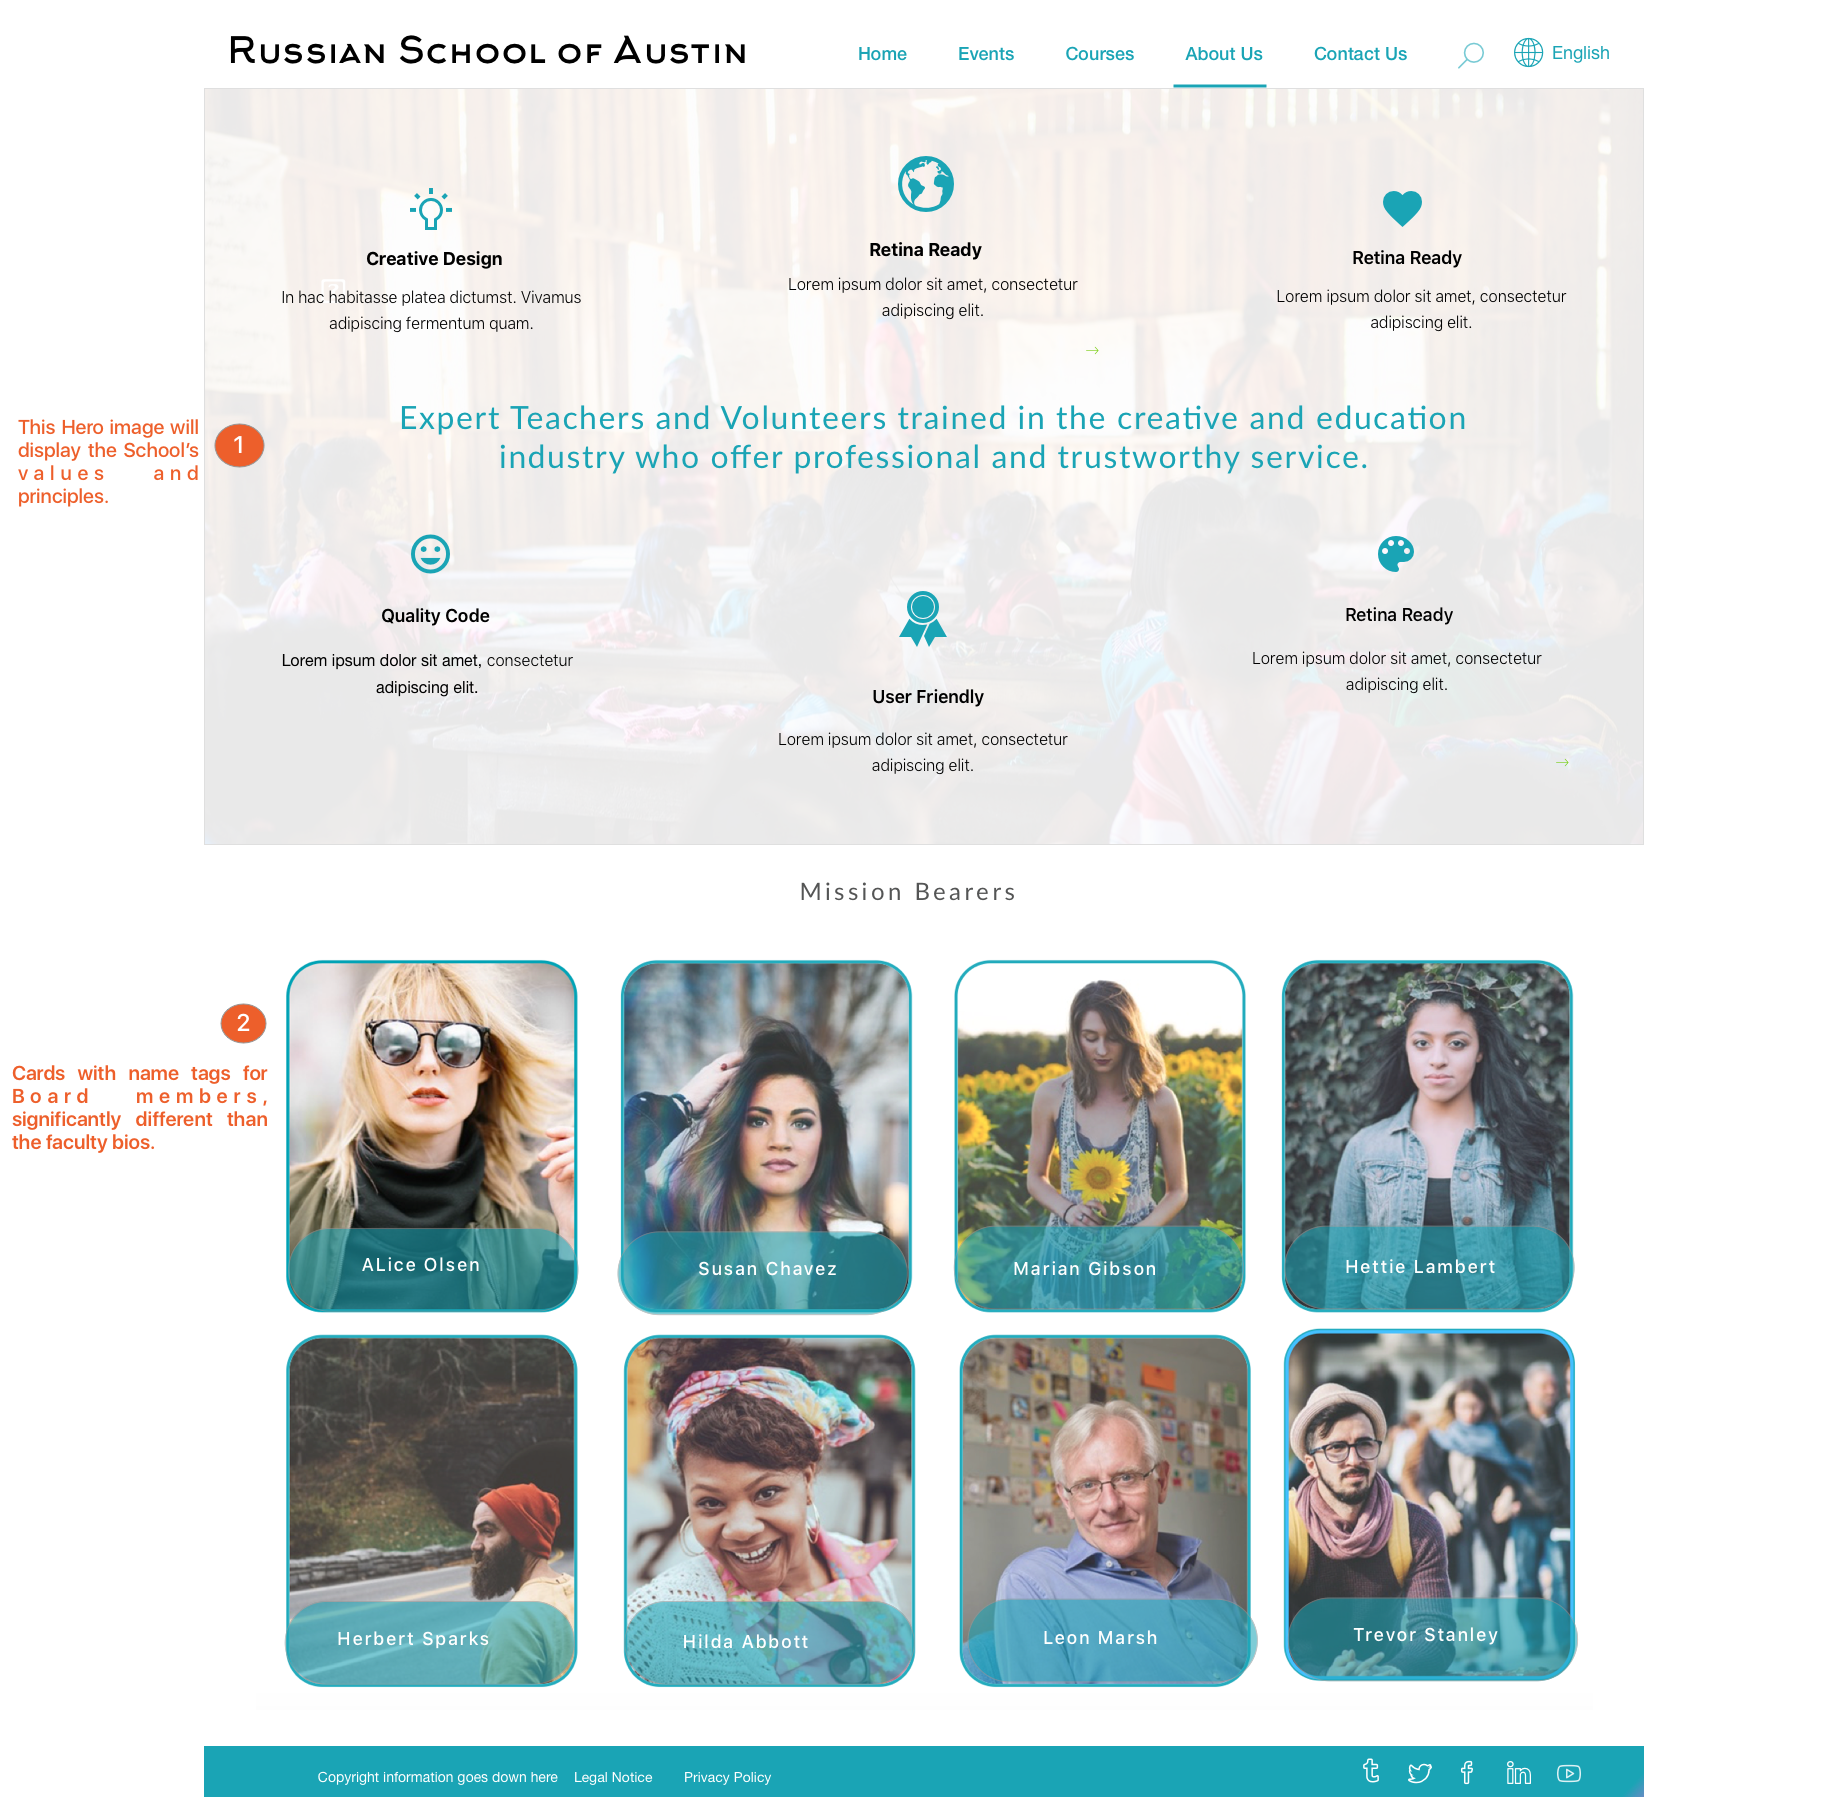 Russian School of Austin
Home
Events
Courses
About Us
Contact Us
English
Creative Design
In hac habitasse platea dictumst. Vivamus
adipiscing fermentum quam.
Retina Ready
Lorem ipsum dolor sit amet, consectetur
adipiscing elit.
Retina Ready
Lorem ipsum dolor sit amet, consectetur
adipiscing elit.
This Hero image will
display the School's
values and
principles.
1
Expert Teachers and Volunteers trained in the creative and education
industry who offer professional and trustworthy service.
Quality Code
Lorem ipsum dolor sit amet, consectetur
adipiscing elit.
User Friendly
Lorem ipsum dolor sit amet, consectetur
adipiscing elit.
Retina Ready
Lorem ipsum dolor sit amet, consectetur
adipiscing elit.
Mission Bearers
2
Cards with name tags for
Board members,
significantly different than
the faculty bios.
ALice Olsen
Susan Chavez
Marian Gibson
Hettie Lambert
Herbert Sparks
Hilda Abbott
Leon Marsh
Trevor Stanley
Copyright information goes down here
Legal Notice
Privacy Policy